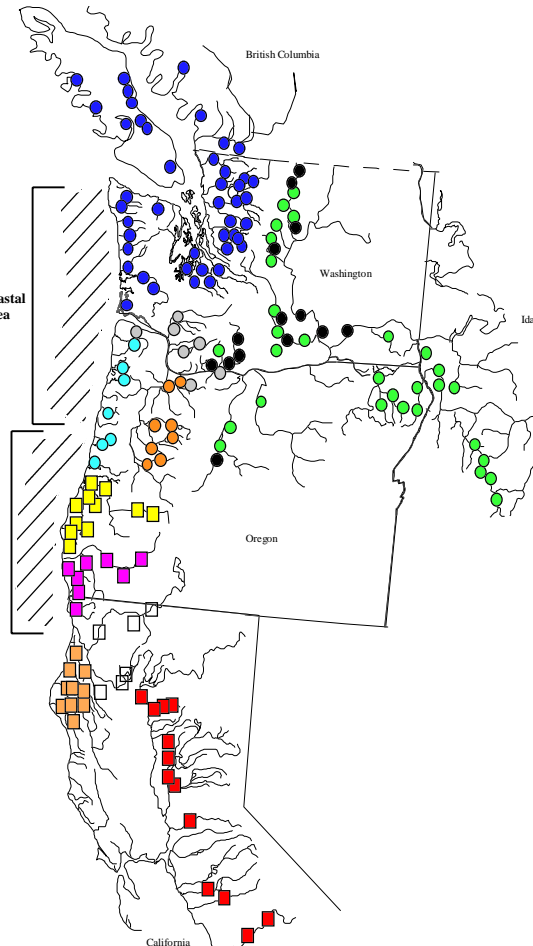 British Columbia
Washington
astal
ea
Ida
Oregon
California